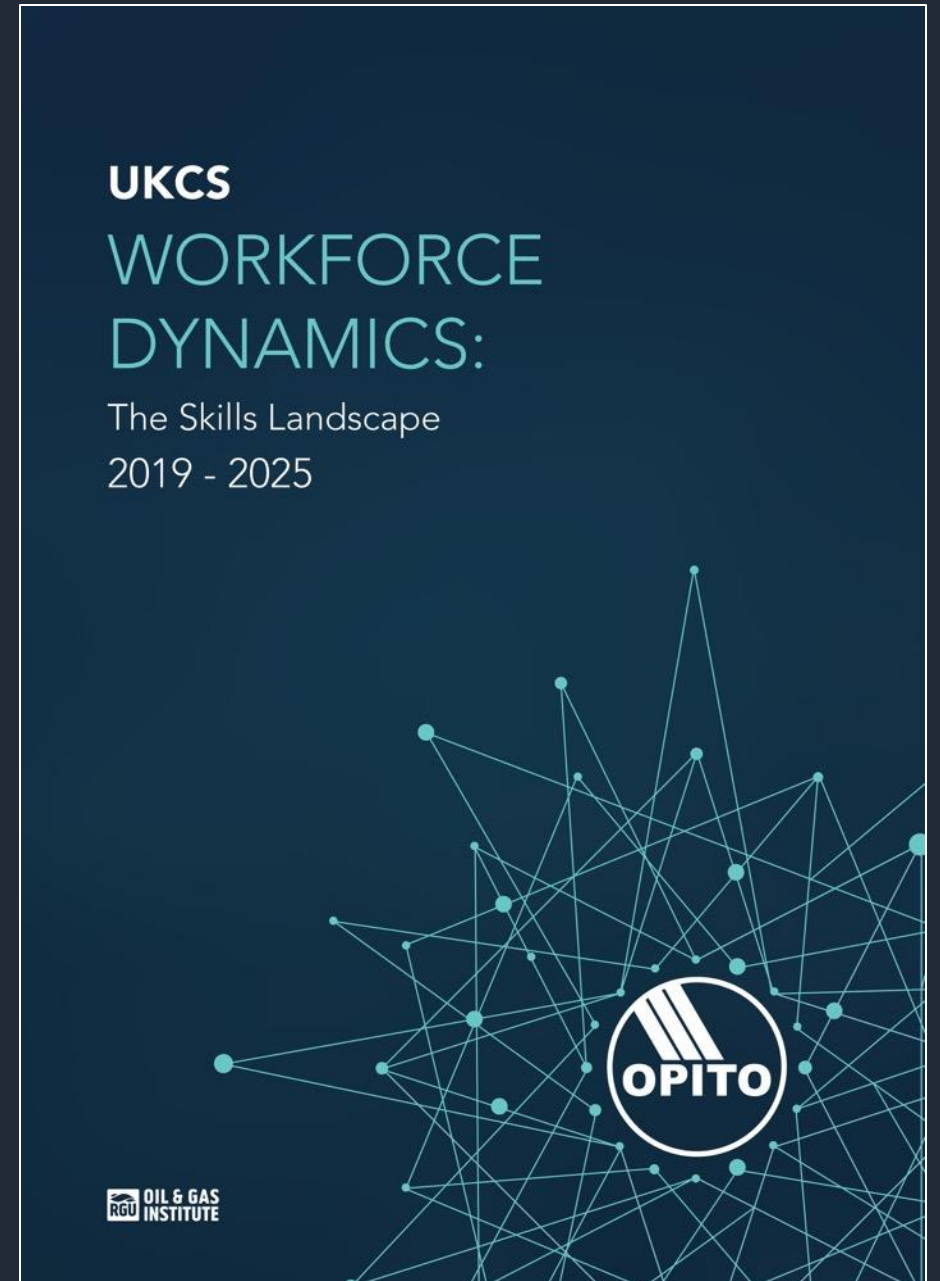 UKCS
WORKFORCE
DYNAMICS:
The Skills Landscape
2019 - 2025
OPITO
RGU OIL & GAS
INSTITUTE